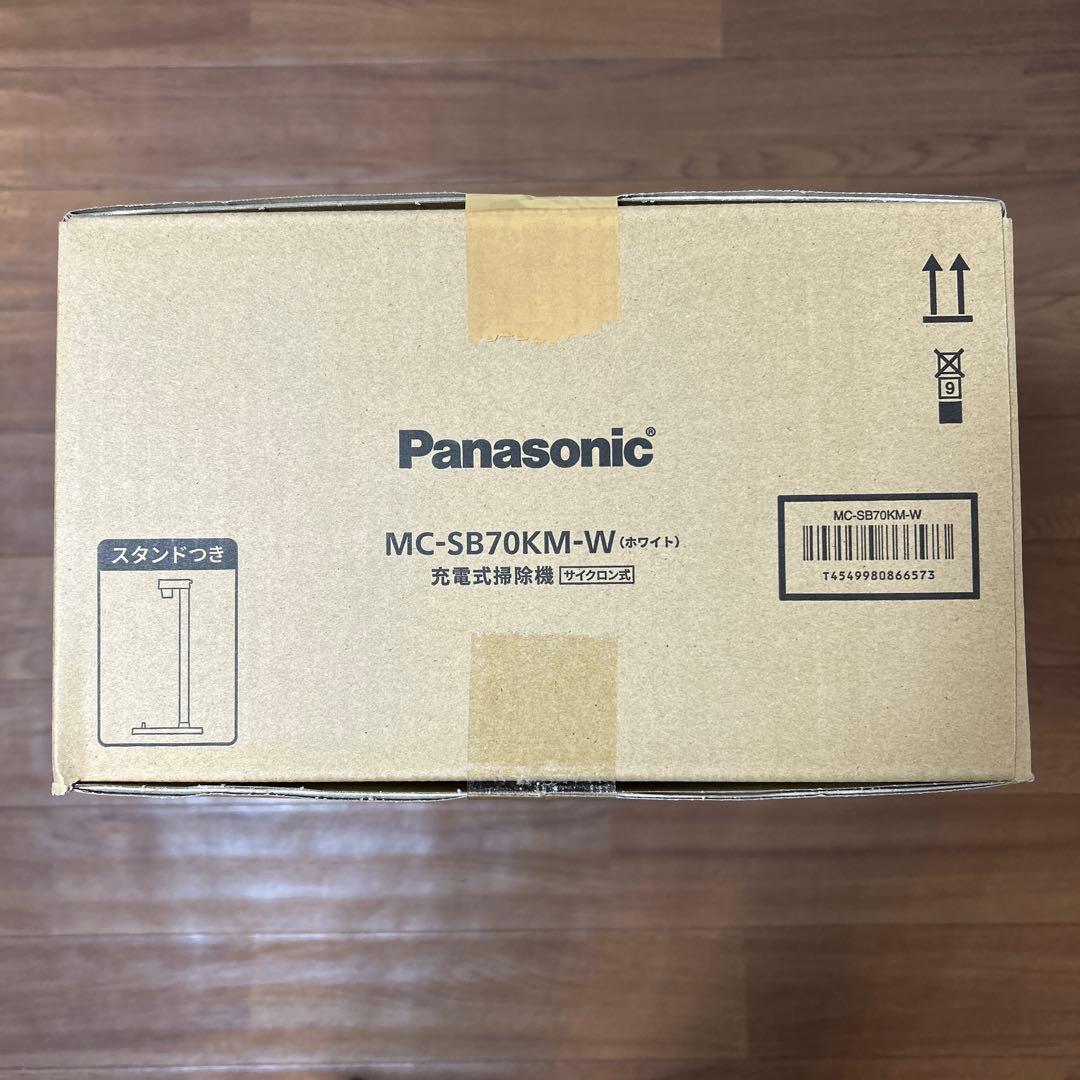 9
Panasonic®
MC-SB70KM-W
MC-SB70KM-W(ホワイト)
スタンドつき
充電式掃除機 サイクロン式
T4549980866573